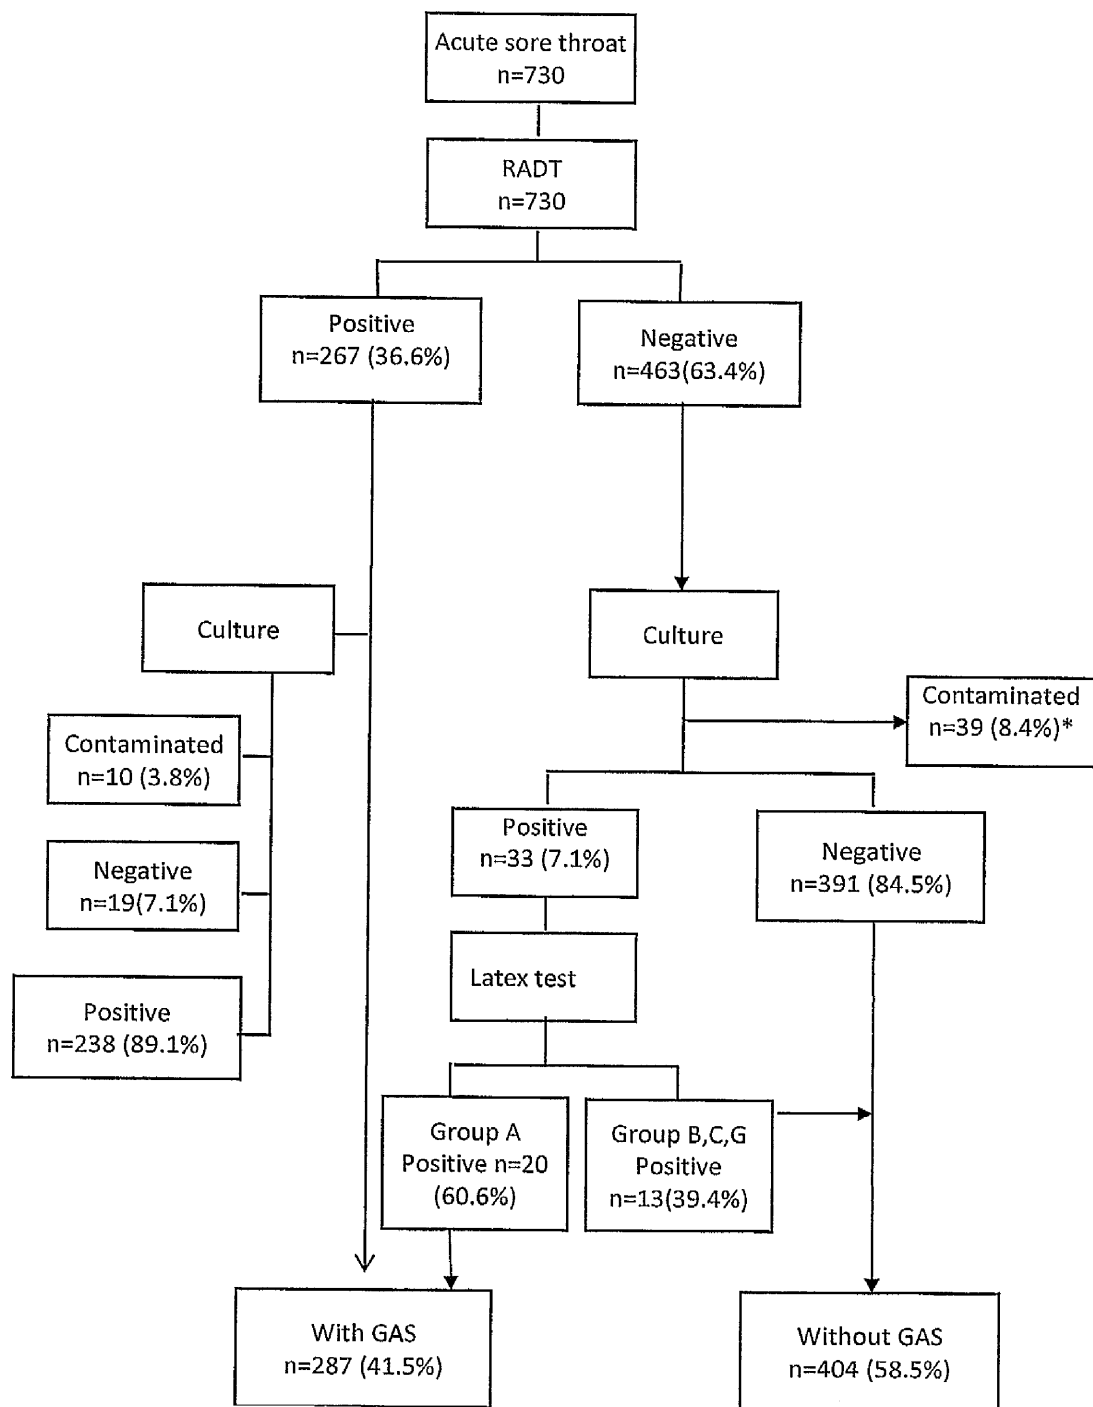 Acute sore throat
n=730
RADT
n=730
Positive
n=267 (36.6%)
Negative
n=463(63.4%)
Culture
Culture
Contaminated
n=39 (8.4%)*
Contaminated
n=10 (3.8%)
Positive
n=33 (7.1%)
Negative
n=391 (84.5%)
Negative
n=19(7.1%)
Latex test
Positive
n=238 (89.1%)
Group A
Positive n=20
(60.6%)
Group B,C,G
Positive
n=13(39.4%)
With GAS
n=287 (41.5%)
Without GAS
n=404 (58.5%)